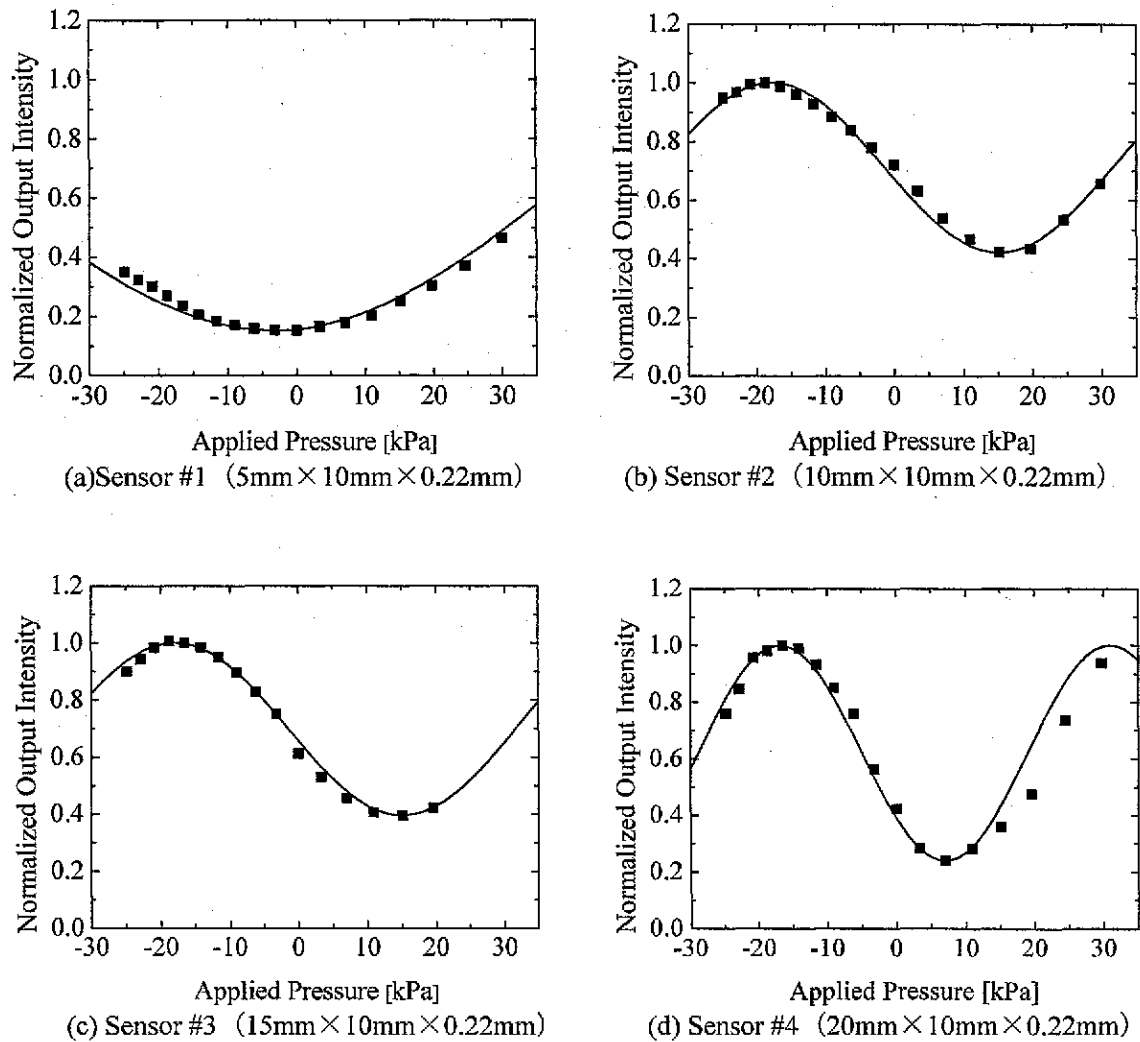 1.2
1.0
0.8
0.6
0.4
0.2
0.0
Normalized Output Intensity
-30 -20 -10 0 10 20 30
Applied Pressure [kPa]
(a)Sensor #1 (5mm×10mm×0.22mm)
1.2
1.0
0.8
0.6
0.4
0.2
0.0
Normalized Output Intensity
-30 -20 -10 0 10 20 30
Applied Pressure [kPa]
(b) Sensor #2 (10mm×10mm×0.22mm)
1.2
1.0
0.8
0.6
0.4
0.2
0.0
Normalized Output Intensity
-30 -20 -10 0 10 20 30
Applied Pressure [kPa]
(c) Sensor #3 (15mm×10mm×0.22mm)
1.2
1.0
0.8
0.6
0.4
0.2
0.0
Normalized Output Intensity
-30 -20 -10 0 10 20 30
Applied Pressure [kPa]
(d) Sensor #4 (20mm×10mm×0.22mm)